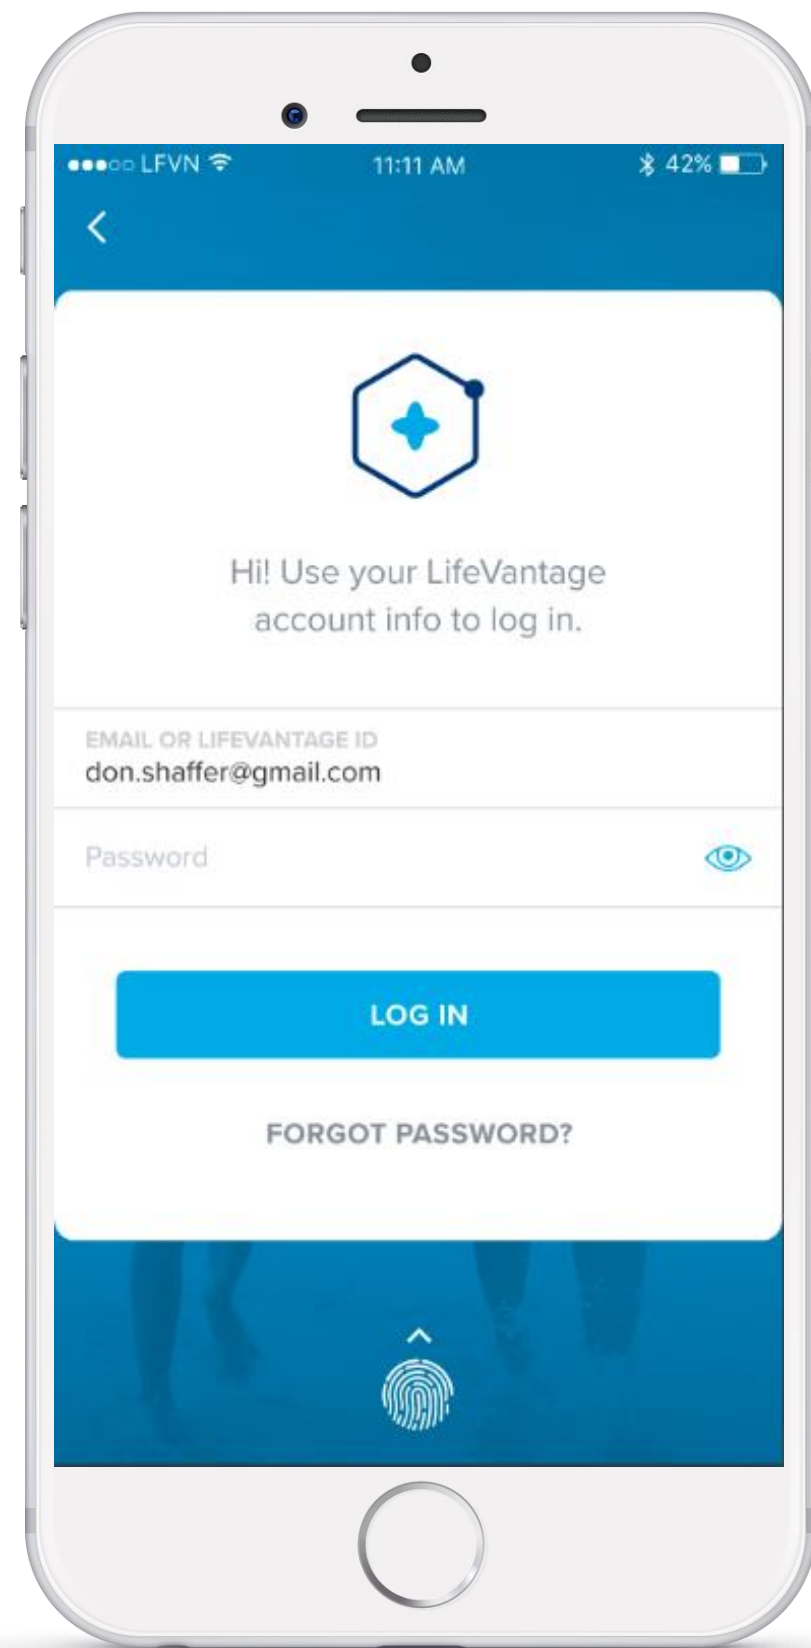 LFVN
11:11 AM
42%
Hi! Use your LifeVantage
account info to log in.
EMAIL OR LIFEVANTAGE ID
don.shaffer@gmail.com
Password
LOG IN
FORGOT PASSWORD?